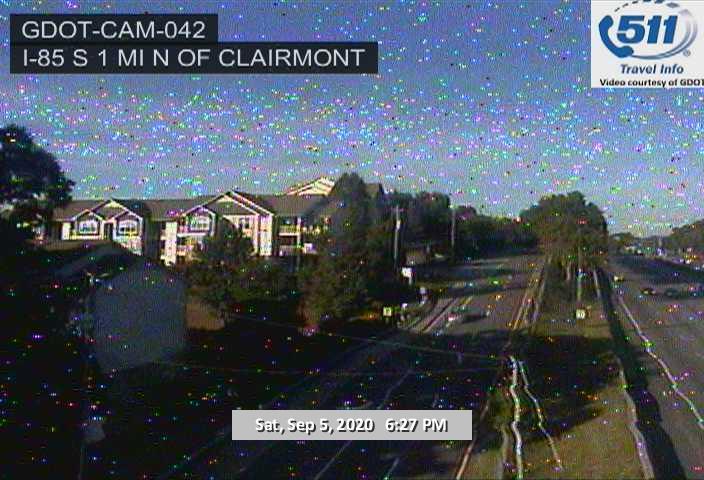 GDOT-CAM-042
I-85 S 1 MI N OF CLAIRMONT
511
Travel Info
Video courtesy of GDOT
Sat, Sep 5, 2020 6:27 PM